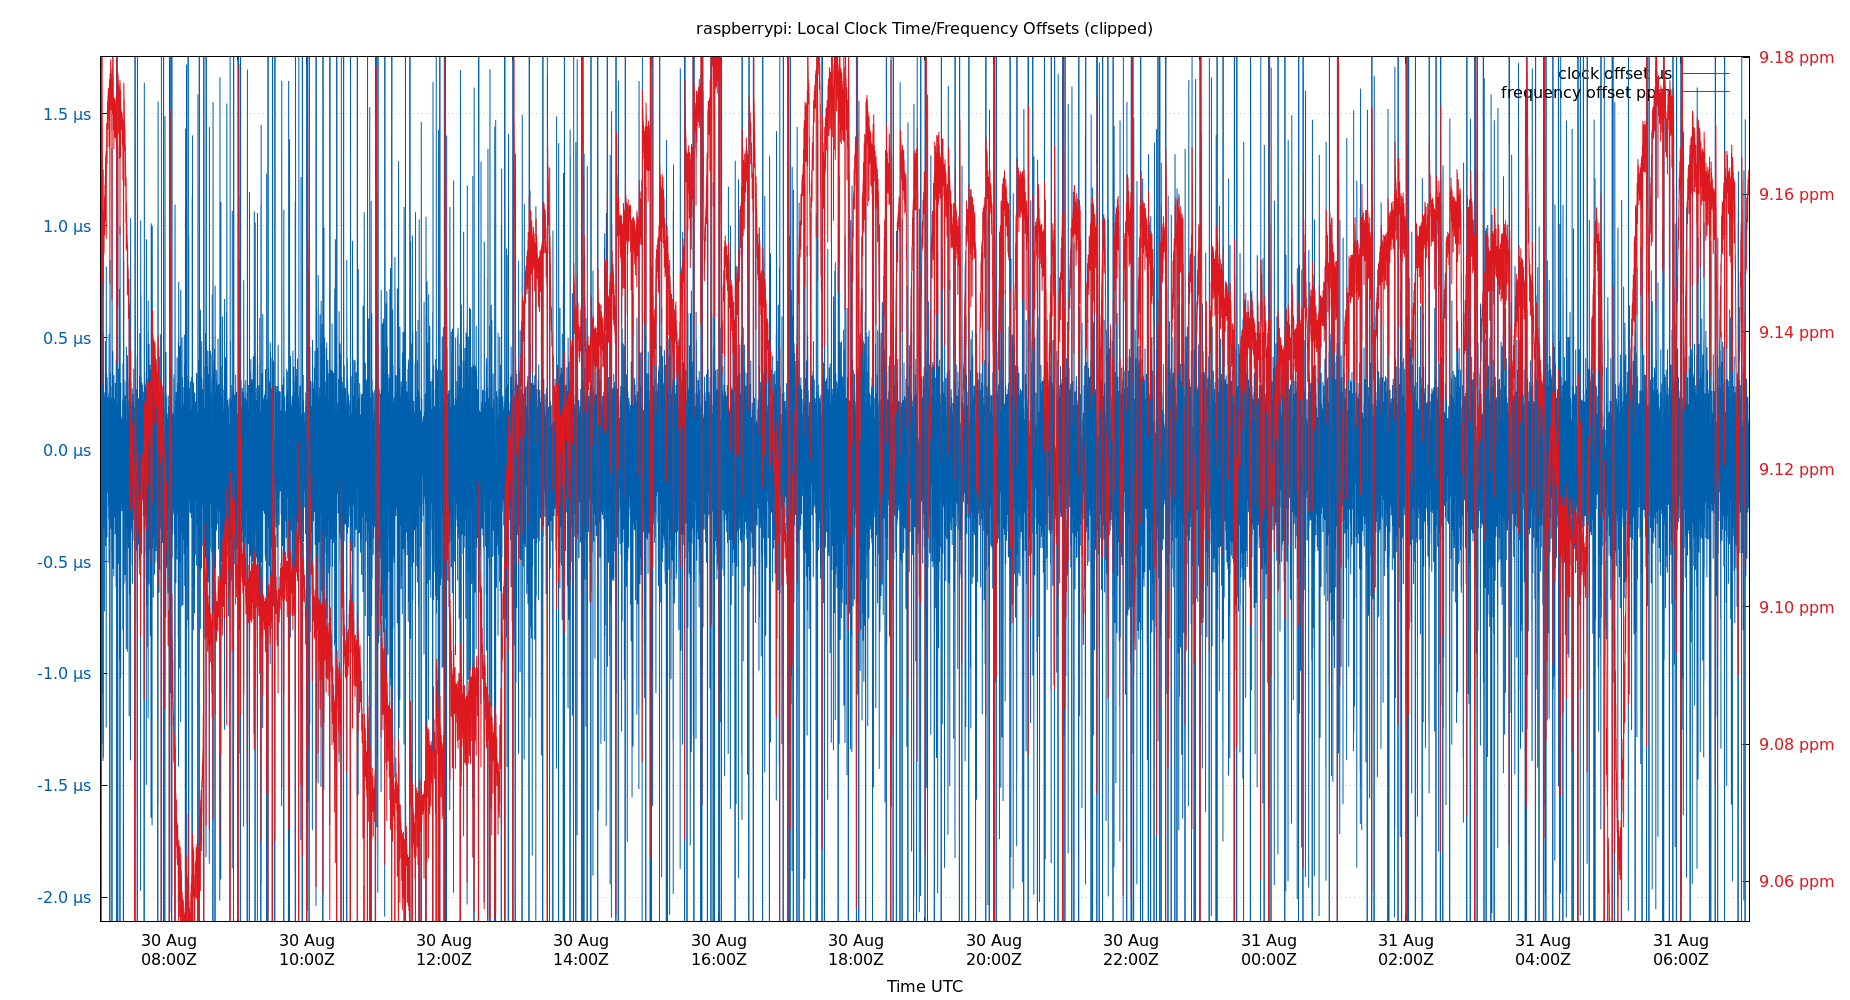 raspberrypi: Local Clock Time/Frequency Offsets (clipped)
9.18 ppm
clock offset µs
frequency offset ppm
1.5 µs
9.16 ppm
1.0 µs
0.5 µs
9.14 ppm
0.0 µs
9.12 ppm
-0.5 µs
9.10 ppm
-1.0 µs
9.08 ppm
-1.5 µs
9.06 ppm
-2.0 µs
30 Aug 30 Aug 30 Aug 30 Aug 30 Aug 30 Aug 30 Aug 30 Aug 31 Aug 31 Aug 31 Aug 31 Aug
08:00Z 10:00Z 12:00Z 14:00Z 16:00Z 18:00Z 20:00Z 22:00Z 00:00Z 02:00Z 04:00Z 06:00Z
Time UTC